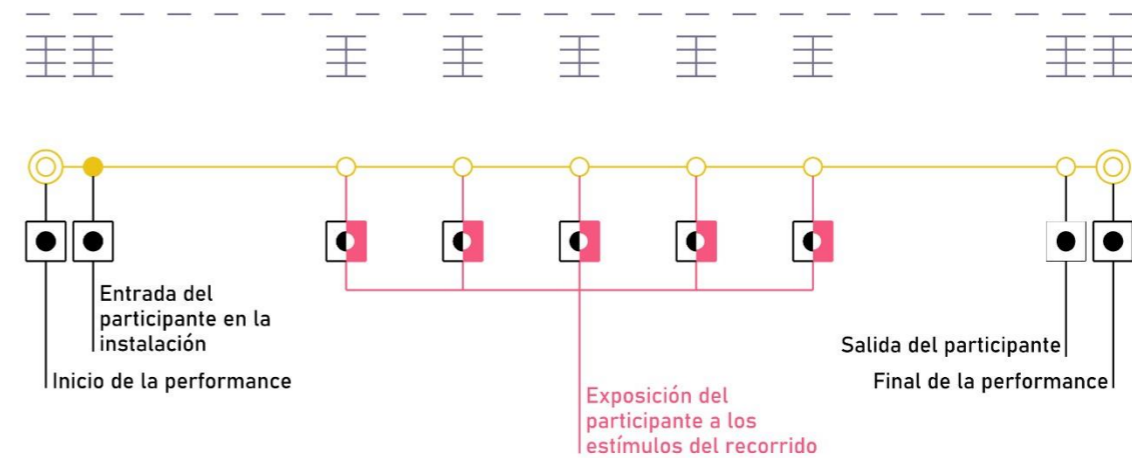 Entrada del
participante en la
instalación
Inicio de la performance
Salida del participante
Final de la performance
Exposición del
participante a los
estímulos del recorrido